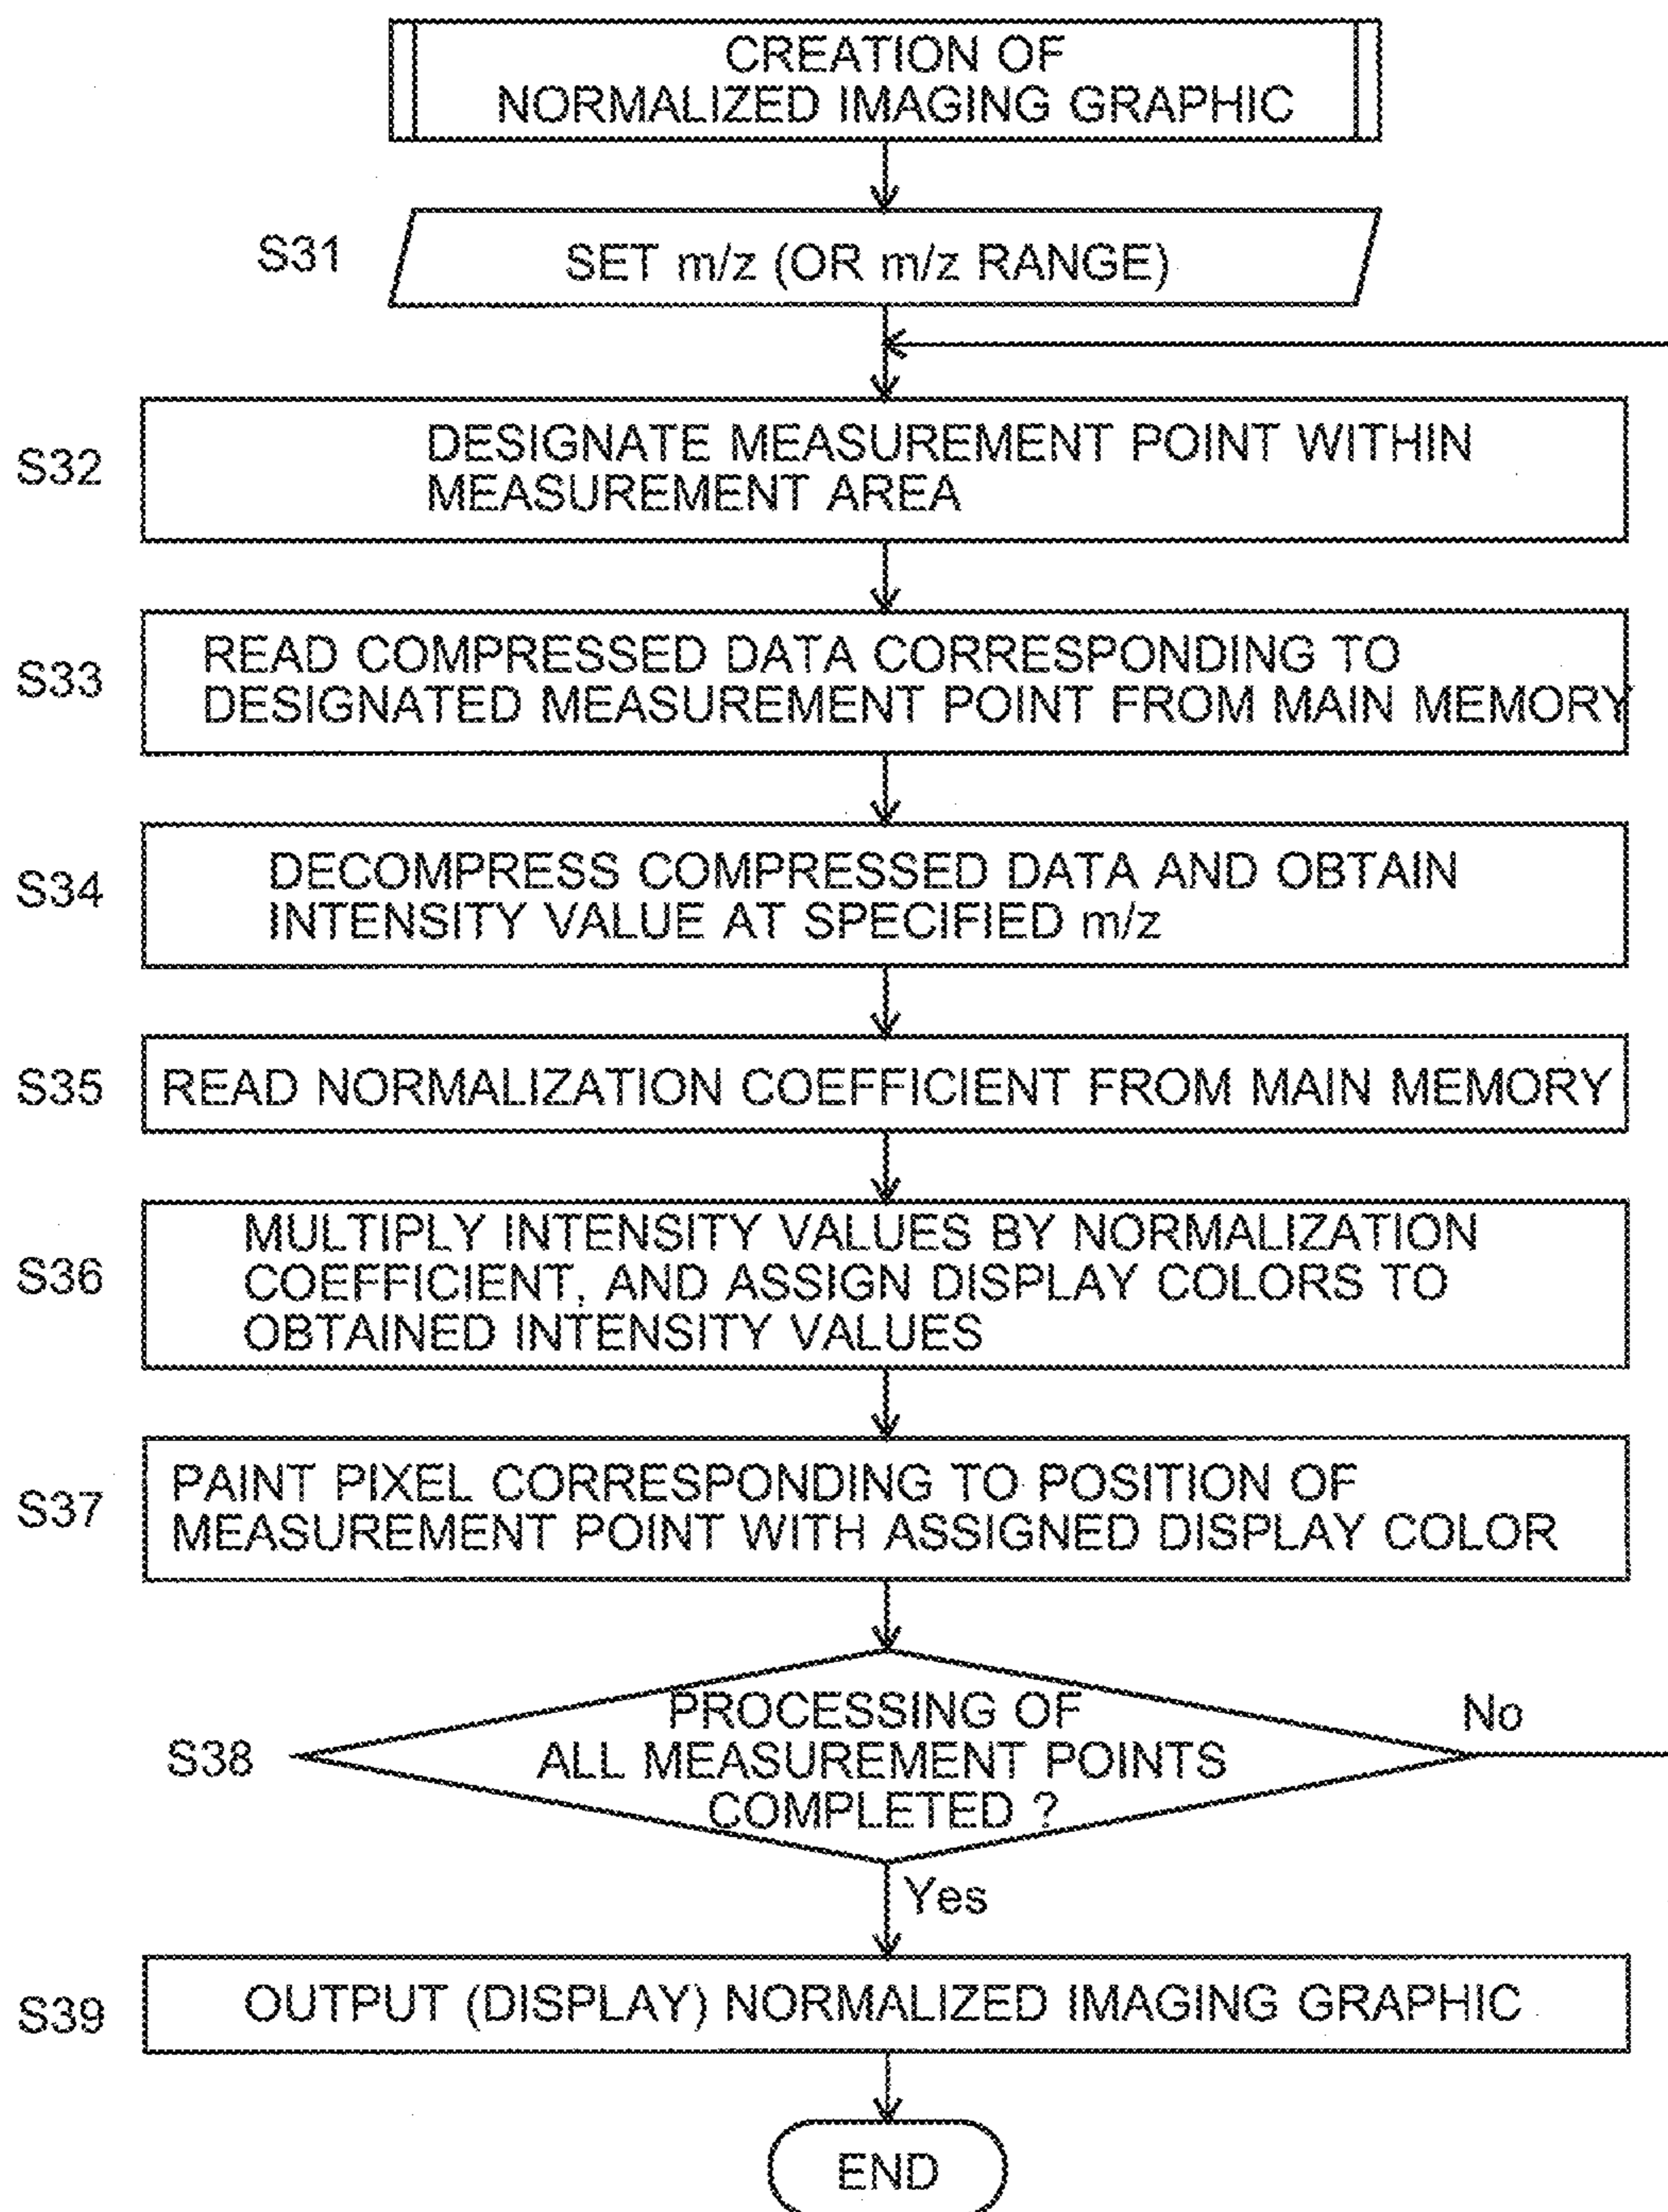 CREATION OF
NORMALIZED IMAGING GRAPHIC
S31
SET m/z (OR m/z RANGE)
S32
DESIGNATE MEASUREMENT POINT WITHIN
MEASUREMENT AREA
S33
READ COMPRESSED DATA CORRESPONDING TO
DESIGNATED MEASUREMENT POINT FROM MAIN MEMORY
S34
DECOMPRESS COMPRESSED DATA AND OBTAIN
INTENSITY VALUE AT SPECIFIED m/z
S35
READ NORMALIZATION COEFFICIENT FROM MAIN MEMORY
S36
MULTIPLY INTENSITY VALUES BY NORMALIZATION
COEFFICIENT, AND ASSIGN DISPLAY COLORS TO
OBTAINED INTENSITY VALUES
S37
PAINT PIXEL CORRESPONDING TO POSITION OF
MEASUREMENT POINT WITH ASSIGNED DISPLAY COLOR
S38
PROCESSING OF
ALL MEASUREMENT POINTS
COMPLETED ?
No
Yes
S39
OUTPUT (DISPLAY) NORMALIZED IMAGING GRAPHIC
END